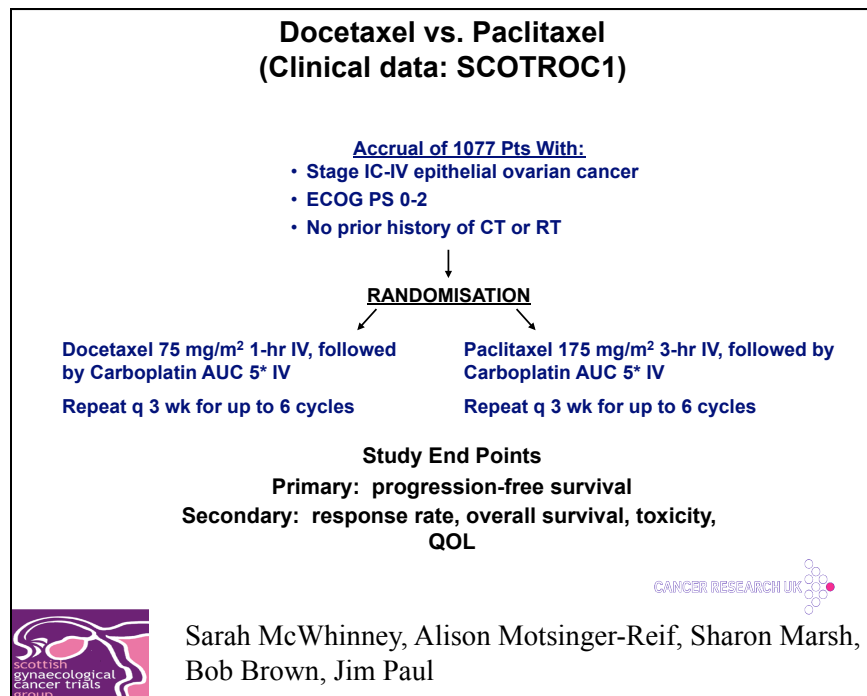 Docetaxel vs. Paclitaxel
(Clinical data: SCOTROC1)
Accrual of 1077 Pts With:
• Stage IC-IV epithelial ovarian cancer
• ECOG PS 0-2
• No prior history of CT or RT
RANDOMISATION
Docetaxel 75 mg/m² 1-hr IV, followed
by Carboplatin AUC 5* IV
Repeat q 3 wk for up to 6 cycles
Paclitaxel 175 mg/m² 3-hr IV, followed by
Carboplatin AUC 5* IV
Repeat q 3 wk for up to 6 cycles
Study End Points
Primary: progression-free survival
Secondary: response rate, overall survival, toxicity,
QOL
CANCER RESEARCH UK
scottish
gynaecological
cancer trials
group
Sarah McWhinney, Alison Motsinger-Reif, Sharon Marsh,
Bob Brown, Jim Paul